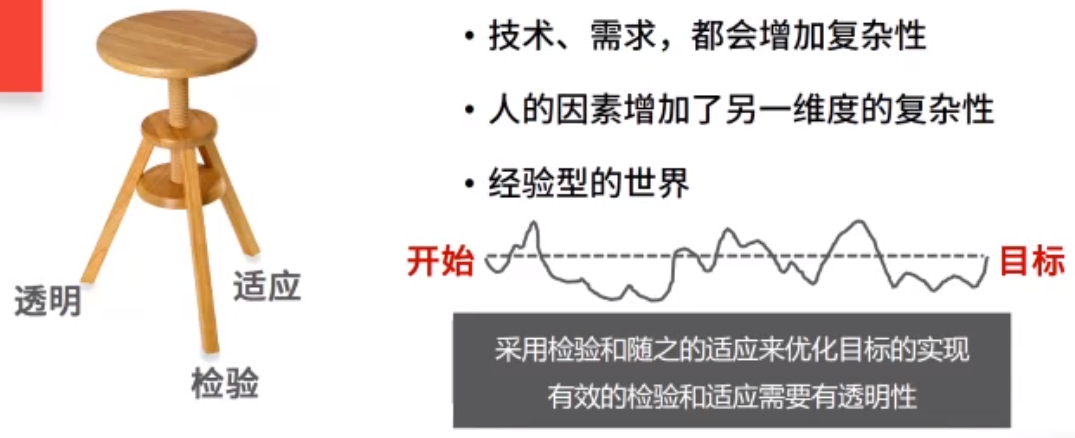 • 技术、需求，都会增加复杂性
• 人的因素增加了另一维度的复杂性
• 经验型的世界
开始
目标
透明
适应
检验
采用检验和随之的适应来优化目标的实现
有效的检验和适应需要有透明性